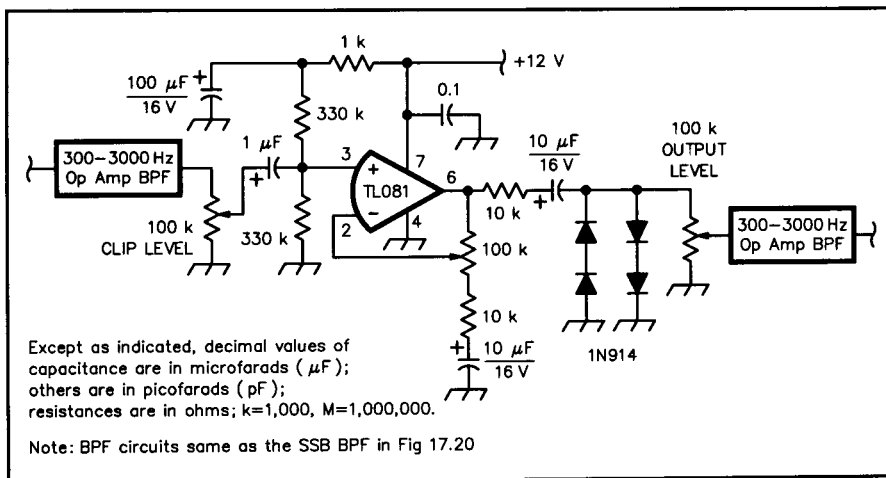 1 k
+12 V
100 µF
16 V
0.1
330 k
1 µF
10 µF
16 V
100 k
OUTPUT
LEVEL
300–3000 Hz
Op Amp BPF
+
3
+
7
6
TL081
+
10 k
+
300–3000 Hz
Op Amp BPF
100 k
CLIP LEVEL
330 k
2
–
4
100 k
10 k
+
10 µF
16 V
1N914
Except as indicated, decimal values of
capacitance are in microfarads ( µF);
others are in picofarads ( pF);
resistances are in ohms; k=1,000, M=1,000,000.
Note: BPF circuits same as the SSB BPF in Fig 17.20